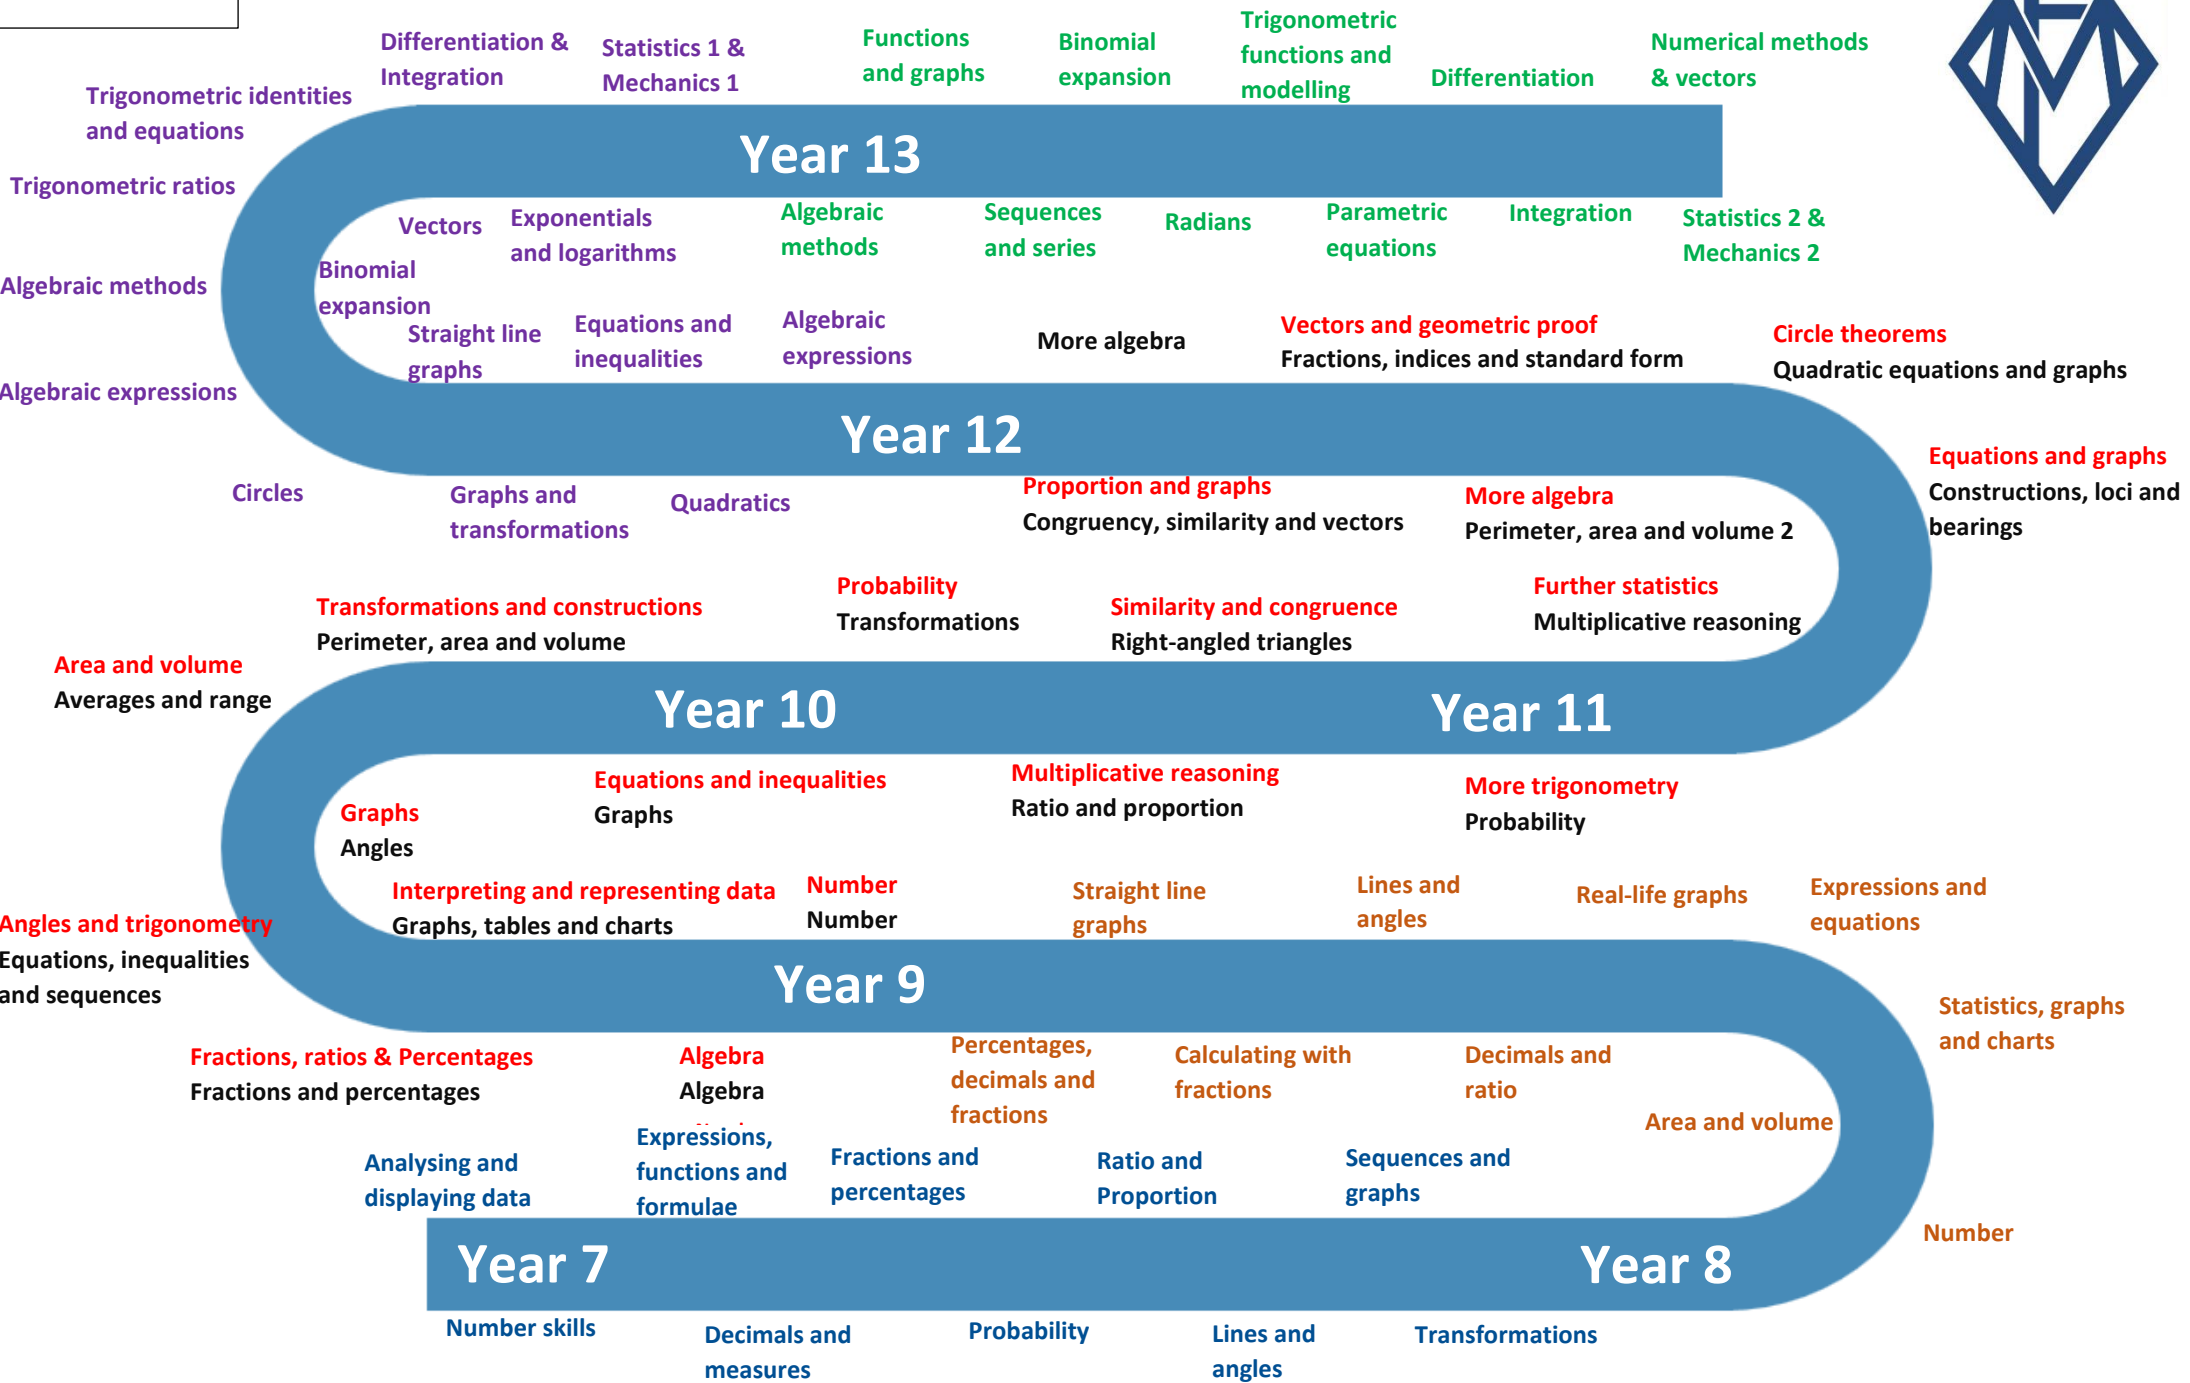 Differentiation &
Integration
Statistics 1 &
Mechanics 1
Functions
and graphs
Binomial
expansion
Trigonometric
functions and
modelling
Differentiation
Numerical methods
& vectors
Trigonometric identities
and equations
Year 13
Trigonometric ratios
Vectors
Exponentials
and logarithms
Algebraic
methods
Sequences
and series
Radians
Parametric
equations
Integration
Statistics 2 &
Mechanics 2
Algebraic methods
Binomial
expansion
Straight line
graphs
Equations and
inequalities
Algebraic
expressions
More algebra
Vectors and geometric proof
Fractions, indices and standard form
Circle theorems
Quadratic equations and graphs
Algebraic expressions
Year 12
Circles
Graphs and
transformations
Quadratics
Proportion and graphs
Congruency, similarity and vectors
More algebra
Perimeter, area and volume 2
Equations and graphs
Constructions, loci and
bearings
Transformations and constructions
Perimeter, area and volume
Probability
Transformations
Similarity and congruence
Right-angled triangles
Further statistics
Multiplicative reasoning
Area and volume
Averages and range
Year 10
Year 11
Graphs
Angles
Equations and inequalities
Graphs
Multiplicative reasoning
Ratio and proportion
More trigonometry
Probability
Angles and trigonometry
Equations, inequalities
and sequences
Interpreting and representing data
Graphs, tables and charts
Number
Number
Straight line
graphs
Lines and
angles
Real-life graphs
Expressions and
equations
Year 9
Statistics, graphs
and charts
Fractions, ratios & Percentages
Fractions and percentages
Algebra
Algebra
Percentages,
decimals and
fractions
Calculating with
fractions
Decimals and
ratio
Area and volume
Analysing and
displaying data
Expressions,
functions and
formulae
Fractions and
percentages
Ratio and
Proportion
Sequences and
graphs
Number
Year 7
Year 8
Number skills
Decimals and
measures
Probability
Lines and
angles
Transformations